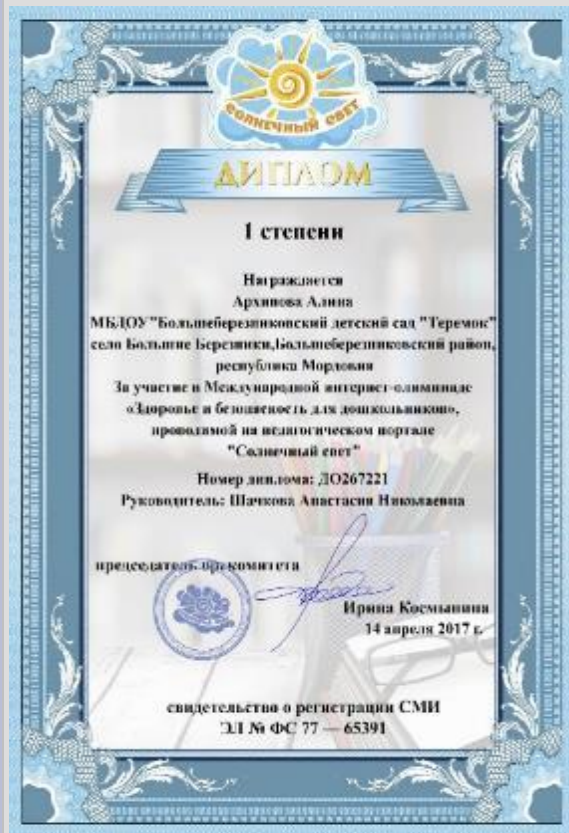 СОЛНЕЧНЫЙ СВЕТ
ДИПЛОМ
1 степени
Награждается
Архипова Алина
МБДОУ"Большеберезниковский детский сад "Теремок"
село Большие Березники,Большеберезниковский район,
республика Мордовия
За участие в Международной интернет-олимпиаде
«Здоровье и безопасность для дошкольников»,
проводимой на педагогическом портале
"Солнечный свет"
Номер диплома: ДО267221
Руководитель: Шачкова Анастасия Николаевна
председатель оргкомитета
Ирина Космынина
14 апреля 2017 г.
свидетельство о регистрации СМИ
ЭЛ № ФС 77 — 65391